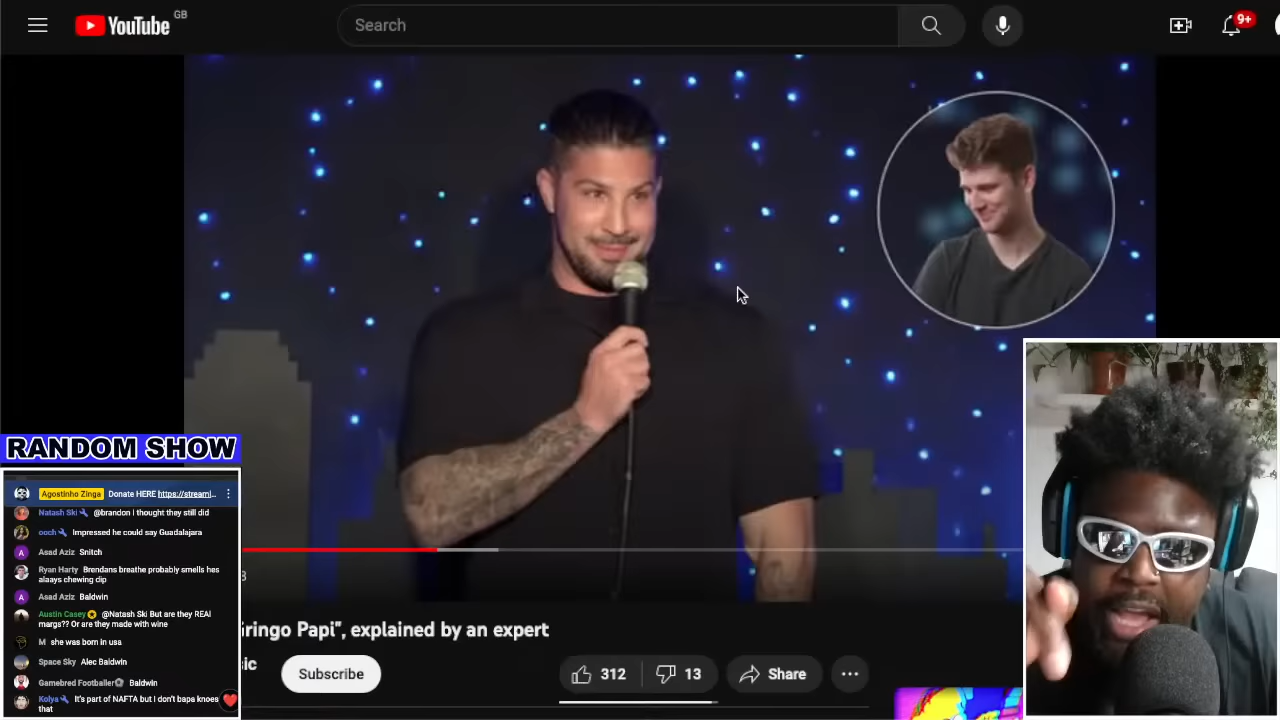 YouTube
GB
Search
9+
RANDOM SHOW
Agostinho Zinga Donate HERE https://streaml...
Natash Ski @brandon I thought they still did
ooch Impressed he could say Guadalajara
Asad Aziz Snitch
Ryan Harty Brendans breathe probably smells hes
alaays chewing dip
Asad Aziz Baldwin
Austin Casey @Natash Ski But are they REAl
margs?? Or are they made with wine
M she was born in usa
Space Sky Alec Baldwin
Gamebred Footballer Baldwin
Kolya It's part of NAFTA but I don't baps knoes
that
ringo Papi", explained by an expert
ic
Subscribe
312
13
Share